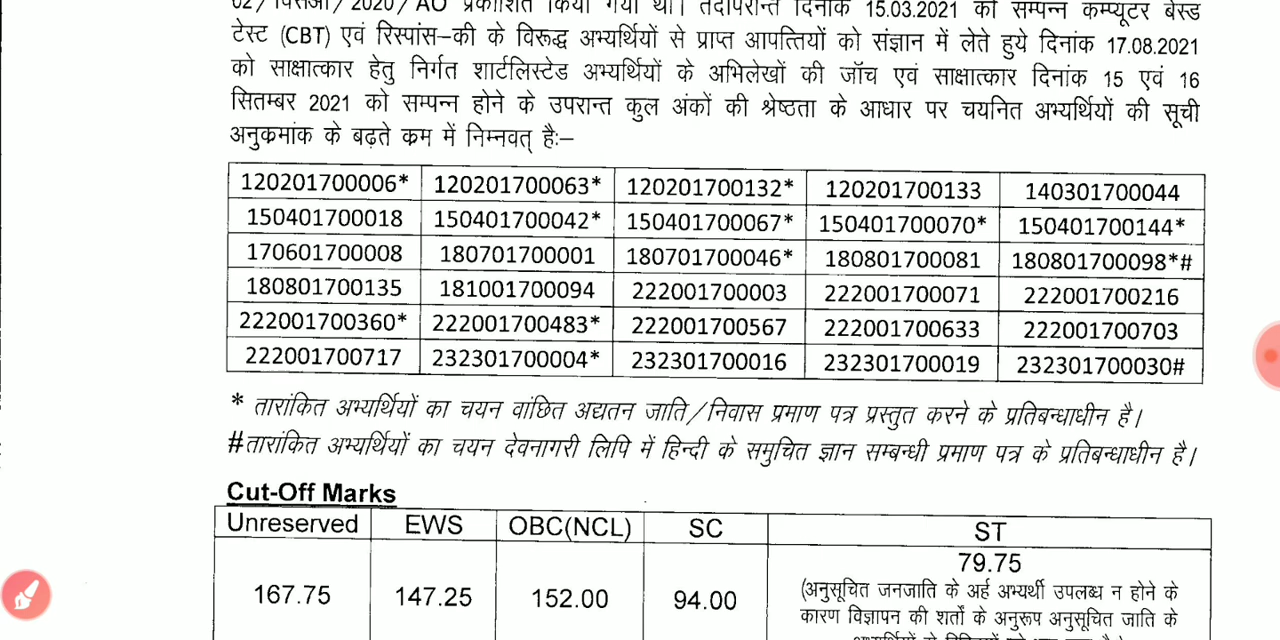 02/विसआ/2020/AO प्रकाशित किया गया था। तदोपरान्त दिनांक 15.03.2021 को सम्पन्न कम्प्यूटर बेस्ड
टेस्ट (CBT) एवं रिस्पांस-की के विरूद्ध अभ्यर्थियों से प्राप्त आपत्तियों को संज्ञान में लेते हुये दिनांक 17.08.2021
को साक्षात्कार हेतु निर्गत शार्टलिस्टेड अभ्यर्थियों के अभिलेखों की जॉच एवं साक्षात्कार दिनांक 15 एवं 16
सितम्बर 2021 को सम्पन्न होने के उपरान्त कुल अंकों की श्रेष्ठता के आधार पर चयनित अभ्यर्थियों की सूची
अनुक्रमांक के बढ़ते क्रम में निम्नवत् है:–
120201700006* 120201700063* 120201700132* 120201700133 140301700044
150401700018 150401700042* 150401700067* 150401700070* 150401700144*
170601700008 180701700001 180701700046* 180801700081 180801700098*#
180801700135 181001700094 222001700003 222001700071 222001700216
222001700360* 222001700483* 222001700567 222001700633 222001700703
222001700717 232301700004* 232301700016 232301700019 232301700030#
* तारांकित अभ्यर्थियों का चयन वांछित अद्यतन जाति/निवास प्रमाण पत्र प्रस्तुत करने के प्रतिबन्धाधीन है।
#तारांकित अभ्यर्थियों का चयन देवनागरी लिपि में हिन्दी के समुचित ज्ञान सम्बन्धी प्रमाण पत्र के प्रतिबन्धाधीन है।
Cut-Off Marks
Unreserved EWS OBC(NCL) SC ST
167.75 147.25 152.00 94.00 79.75
(अनुसूचित जनजाति के अर्ह अभ्यर्थी उपलब्ध न होने के
कारण विज्ञापन की शर्तों के अनुरूप अनुसूचित जाति के